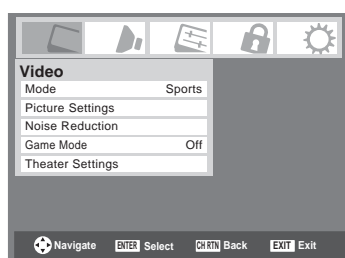 Video
Mode Sports
Picture Settings
Noise Reduction
Game Mode Off
Theater Settings
Navigate ENTER Select CH RTN Back EXIT Exit